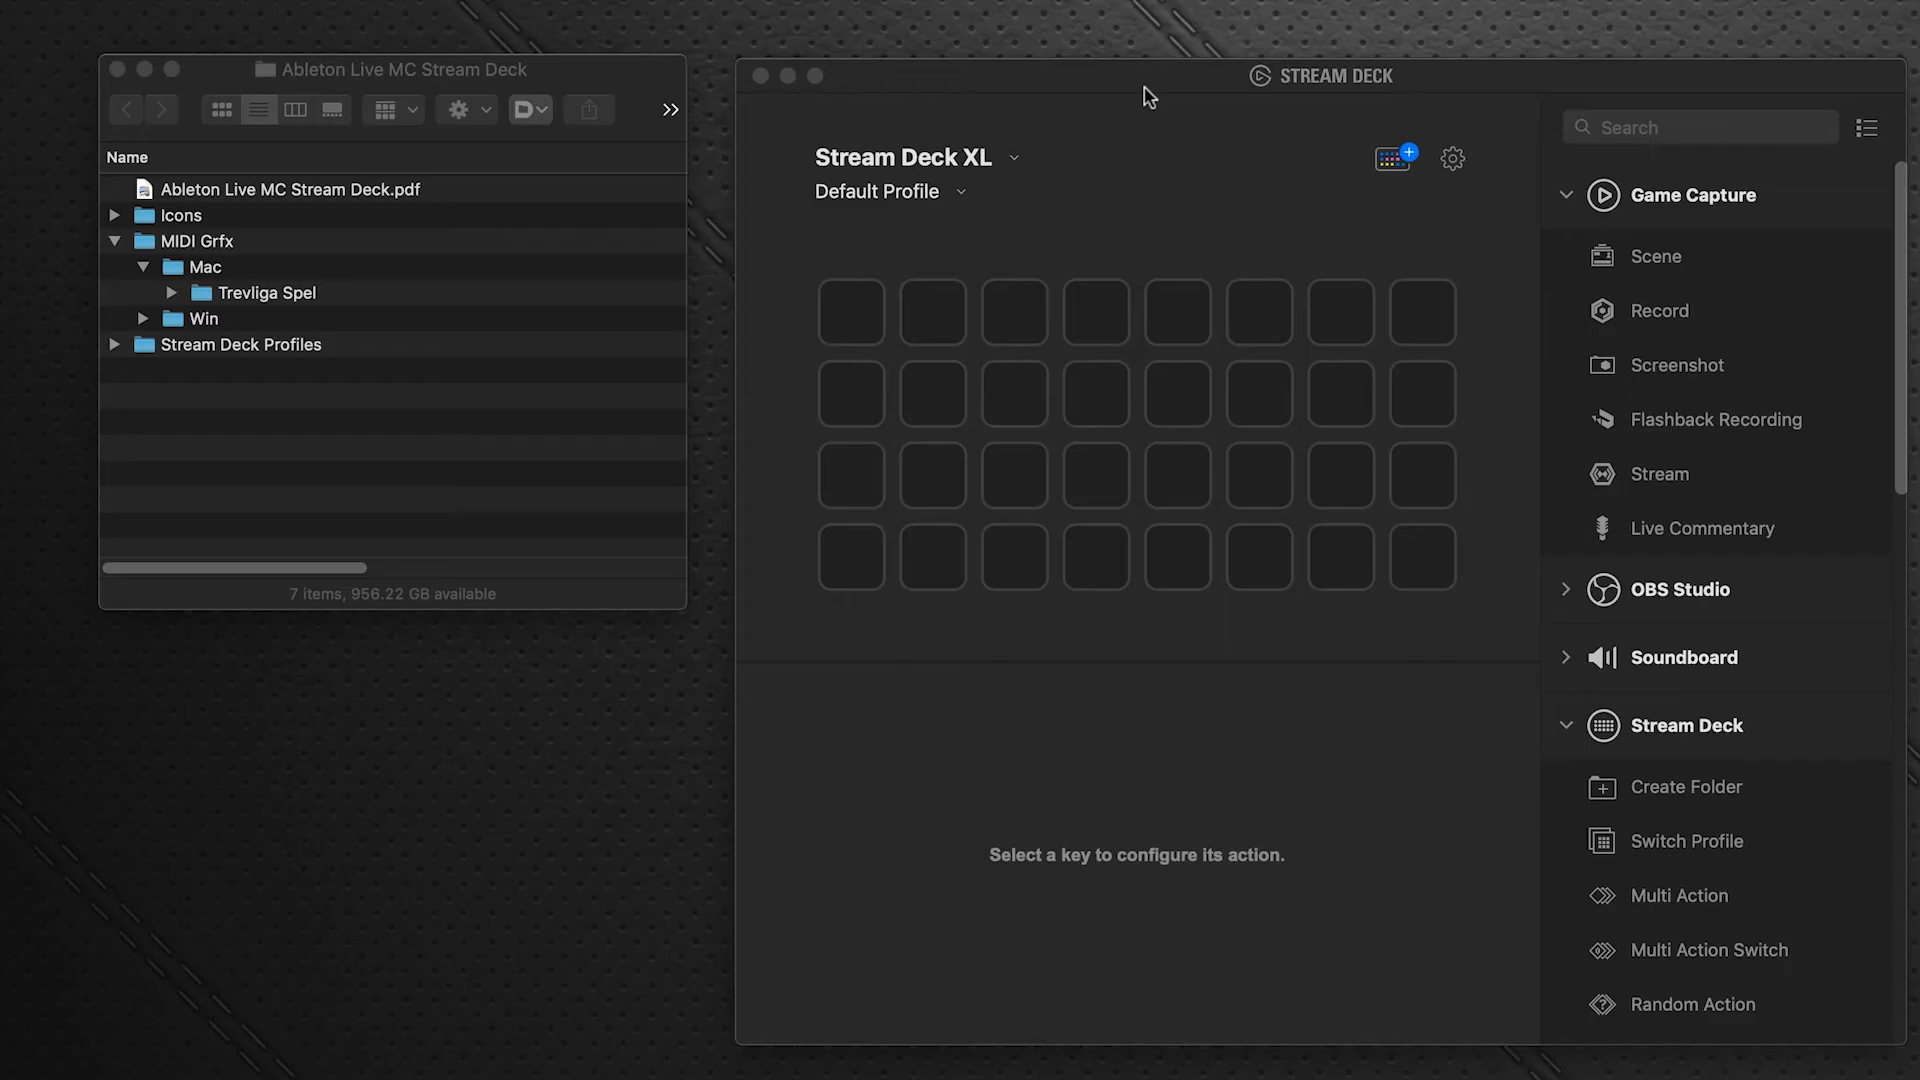 Ableton Live MC Stream Deck
Name
Ableton Live MC Stream Deck.pdf
Icons
MIDI Grfx
Mac
Trevliga Spel
Win
Stream Deck Profiles
7 items, 956.22 GB available
STREAM DECK
Stream Deck XL
Default Profile
Select a key to configure its action.
Search
Game Capture
Scene
Record
Screenshot
Flashback Recording
Stream
Live Commentary
OBS Studio
Soundboard
Stream Deck
Create Folder
Switch Profile
Multi Action
Multi Action Switch
Random Action